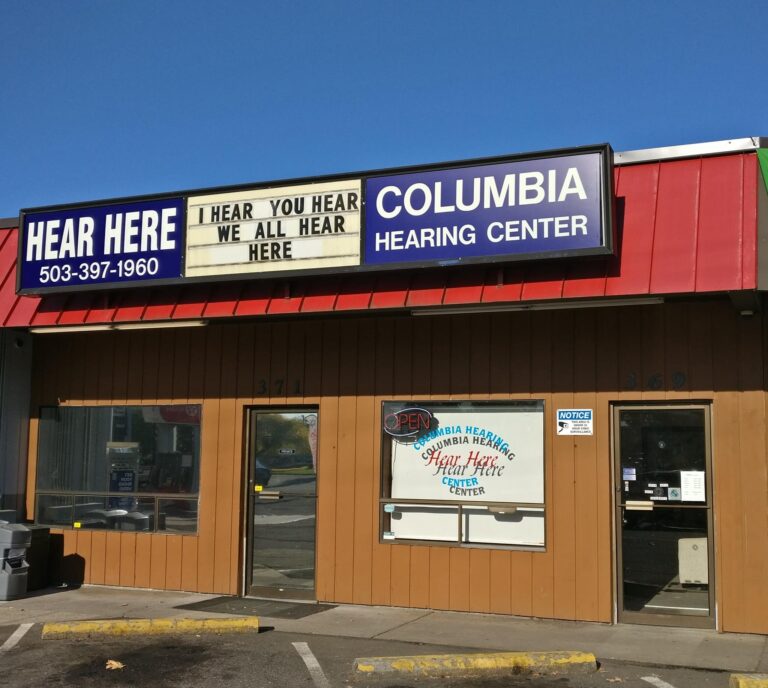 HEAR HERE
503-397-1960
I HEAR YOU HEAR
WE ALL HEAR
HERE
COLUMBIA
HEARING CENTER
371
369
OPEN
COLUMBIA HEARING
COLUMBIA HEARING
Hear Here
Hear Here
CENTER
CENTER
NOTICE